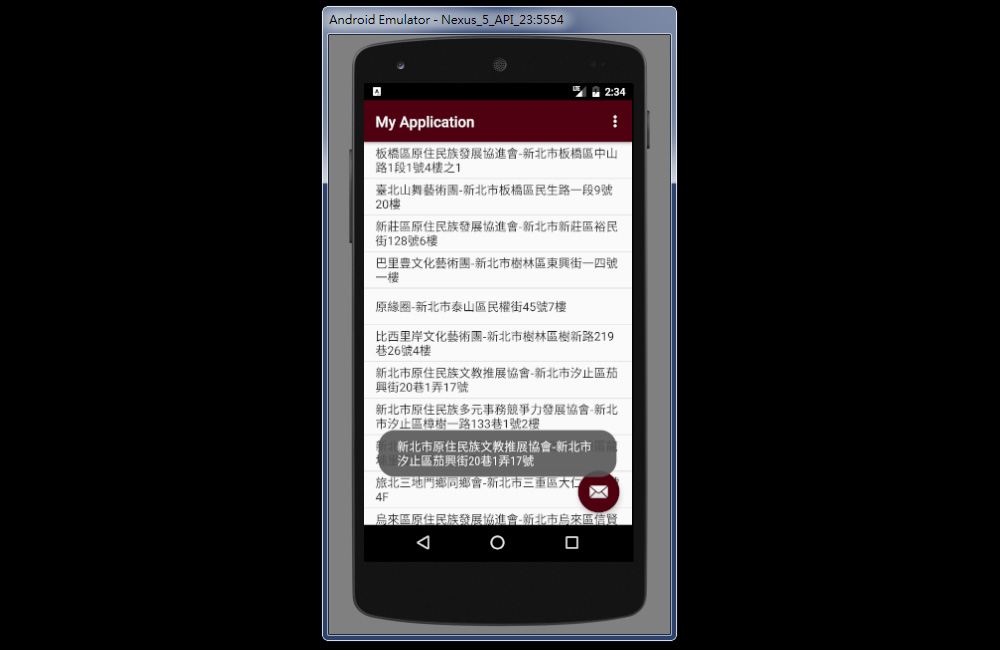 Android Emulator - Nexus_5_API_23:5554
2:34
My Application
板橋區原住民族發展協進會-新北市板橋區中山
路1段1號4樓之1
臺北山舞藝術團-新北市板橋區民生路一段9號
20樓
新莊區原住民族發展協進會-新北市新莊區裕民
街128號6樓
巴里豊文化藝術團-新北市樹林區東興街一四號
一樓
原緣圈-新北市泰山區民權街45號7樓
比西里岸文化藝術團-新北市樹林區樹新路219
巷26號4樓
新北市原住民族文教推展協會-新北市汐止區茄
興街20巷1弄17號
新北市原住民族多元事務競爭力發展協會-新北
市汐止區樟樹一路133巷1號2樓
新北市原住民族文教推展協會-新北市
汐止區茄興街20巷1弄17號
旅北三地門鄉同鄉會-新北市三重區大仁
4F
烏來區原住民族發展協進會-新北市烏來區信賢